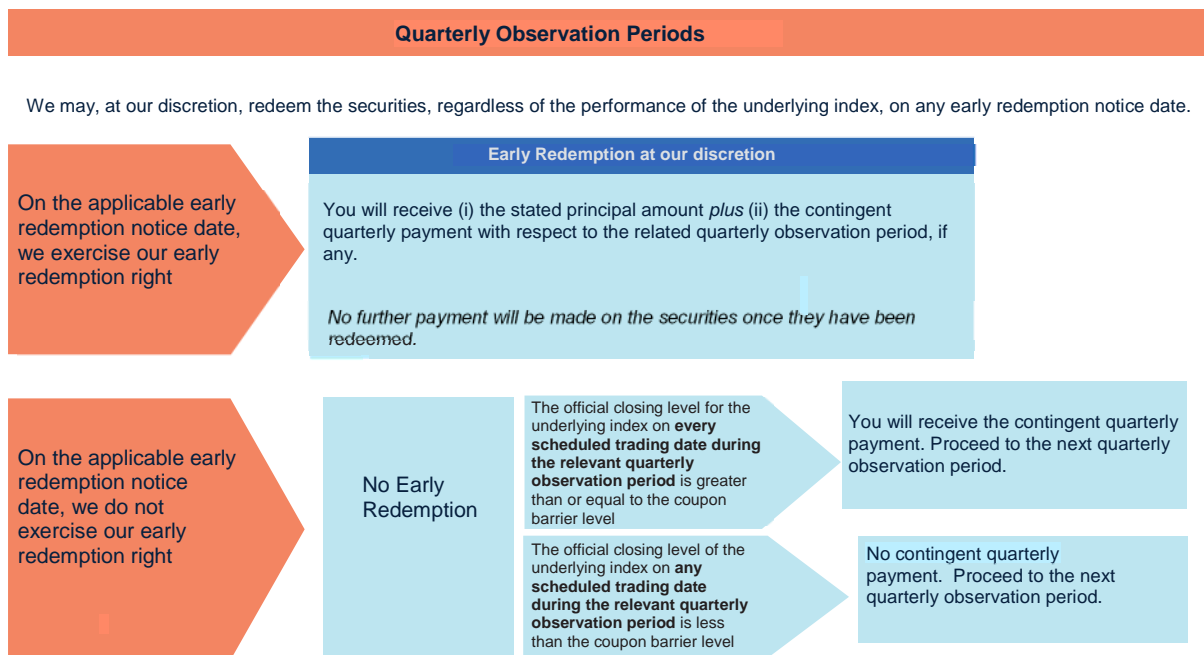 Quarterly Observation Periods
We may, at our discretion, redeem the securities, regardless of the performance of the underlying index, on any early redemption notice date.
On the applicable early
redemption notice date,
we exercise our early
redemption right
Early Redemption at our discretion
You will receive (i) the stated principal amount plus (ii) the contingent
quarterly payment with respect to the related quarterly observation period, if
any.
No further payment will be made on the securities once they have been
redeemed.
On the applicable early
redemption notice
date, we do not
exercise our early
redemption right
No Early
Redemption
The official closing level for the
underlying index on every
scheduled trading date during
the relevant quarterly
observation period is greater
than or equal to the coupon
barrier level
You will receive the contingent quarterly
payment. Proceed to the next quarterly
observation period.
The official closing level of the
underlying index on any
scheduled trading date
during the relevant quarterly
observation period is less
than the coupon barrier level
No contingent quarterly
payment.  Proceed to the next
quarterly observation period.